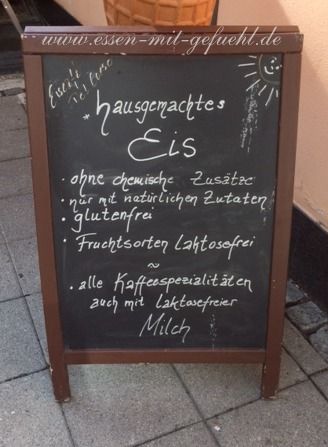 www.essen-mit-gefuehl.de
* hausgemachtes
Eis
• ohne chemische Zusätze
• nur mit natürlichen Zutaten
• glutenfrei
• Fruchtsorten laktosefrei
~
• alle Kaffeespezialitäten
auch mit laktosefreier
Milch